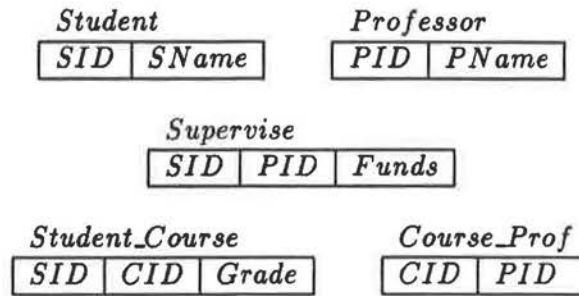 Student Professor
SID SName PID PName
Supervise
SID PID Funds
Student_Course Course_Prof
SID CID Grade CID PID